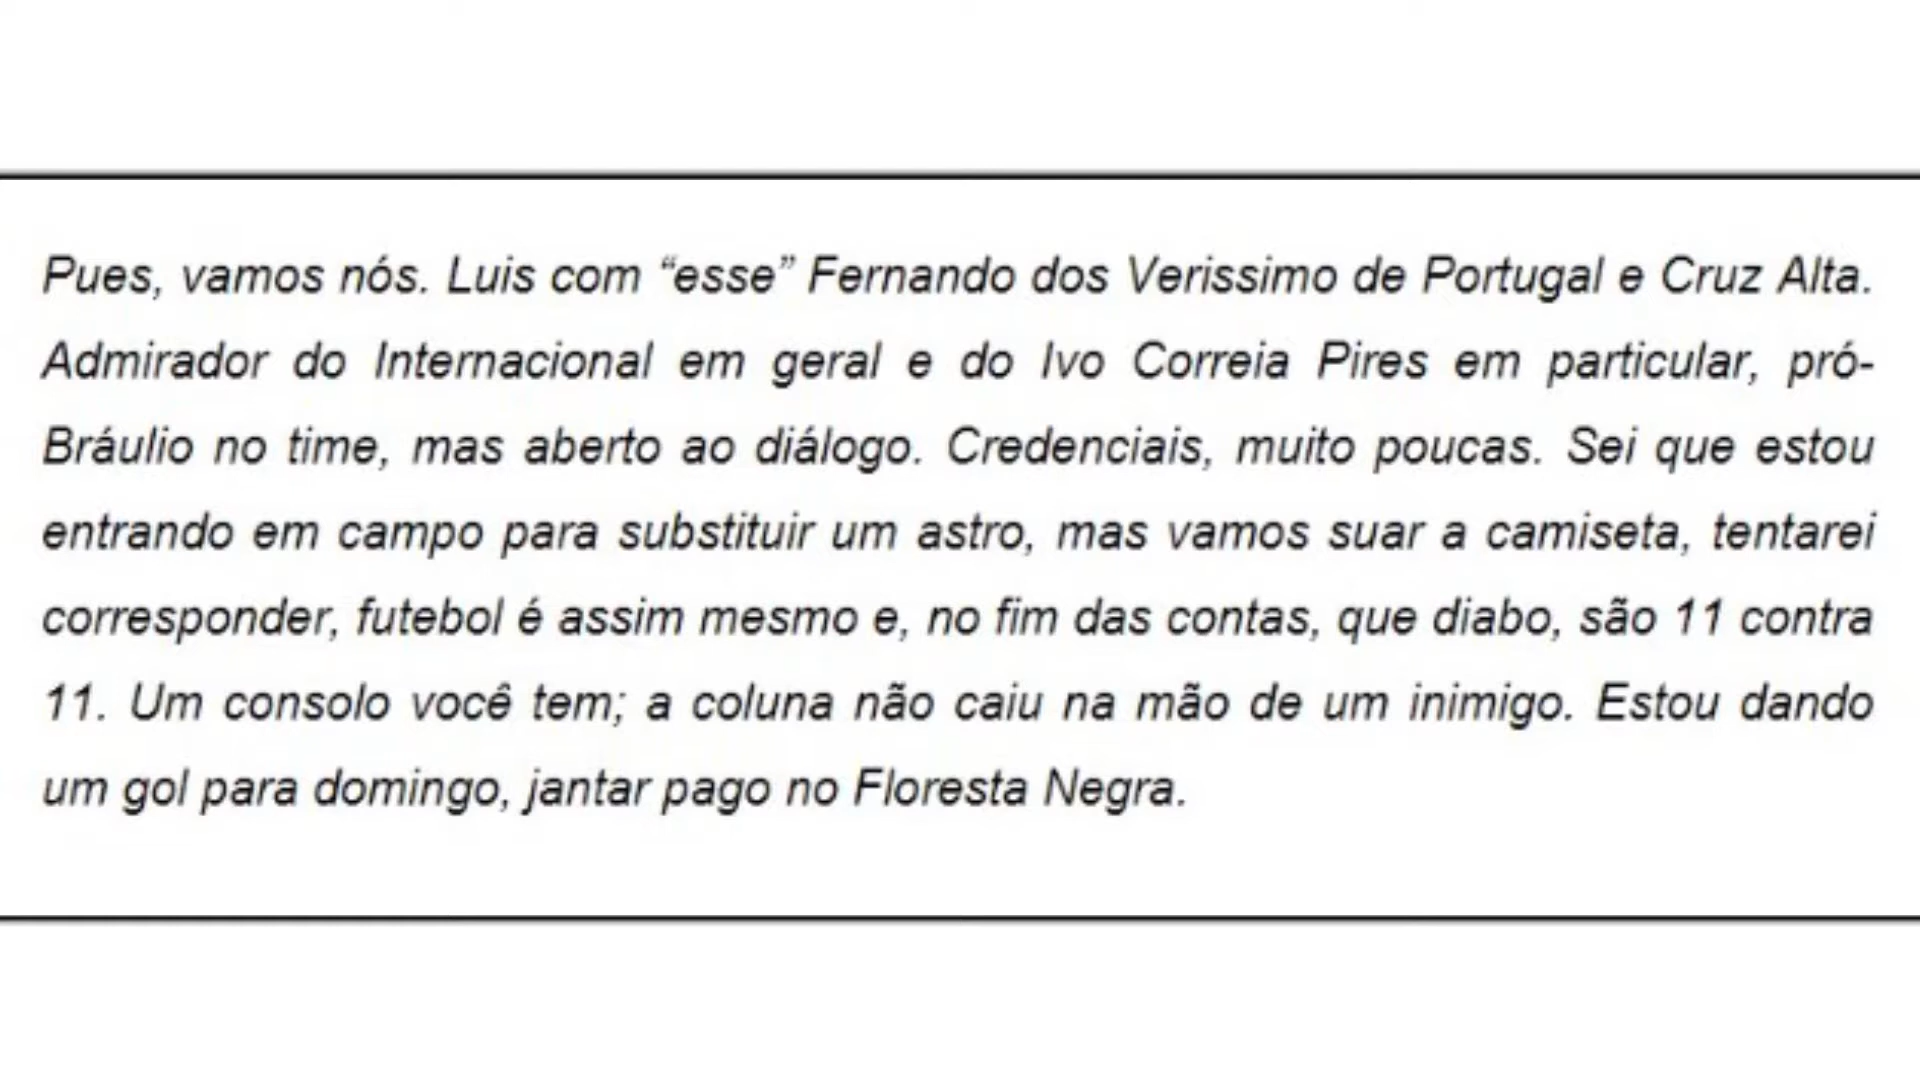 Pues, vamos nós. Luis com “esse” Fernando dos Verissimo de Portugal e Cruz Alta.
Admirador do Internacional em geral e do Ivo Correia Pires em particular, pró-
Bráulio no time, mas aberto ao diálogo. Credenciais, muito poucas. Sei que estou
entrando em campo para substituir um astro, mas vamos suar a camiseta, tentarei
corresponder, futebol é assim mesmo e, no fim das contas, que diabo, são 11 contra
11. Um consolo você tem; a coluna não caiu na mão de um inimigo. Estou dando
um gol para domingo, jantar pago no Floresta Negra.